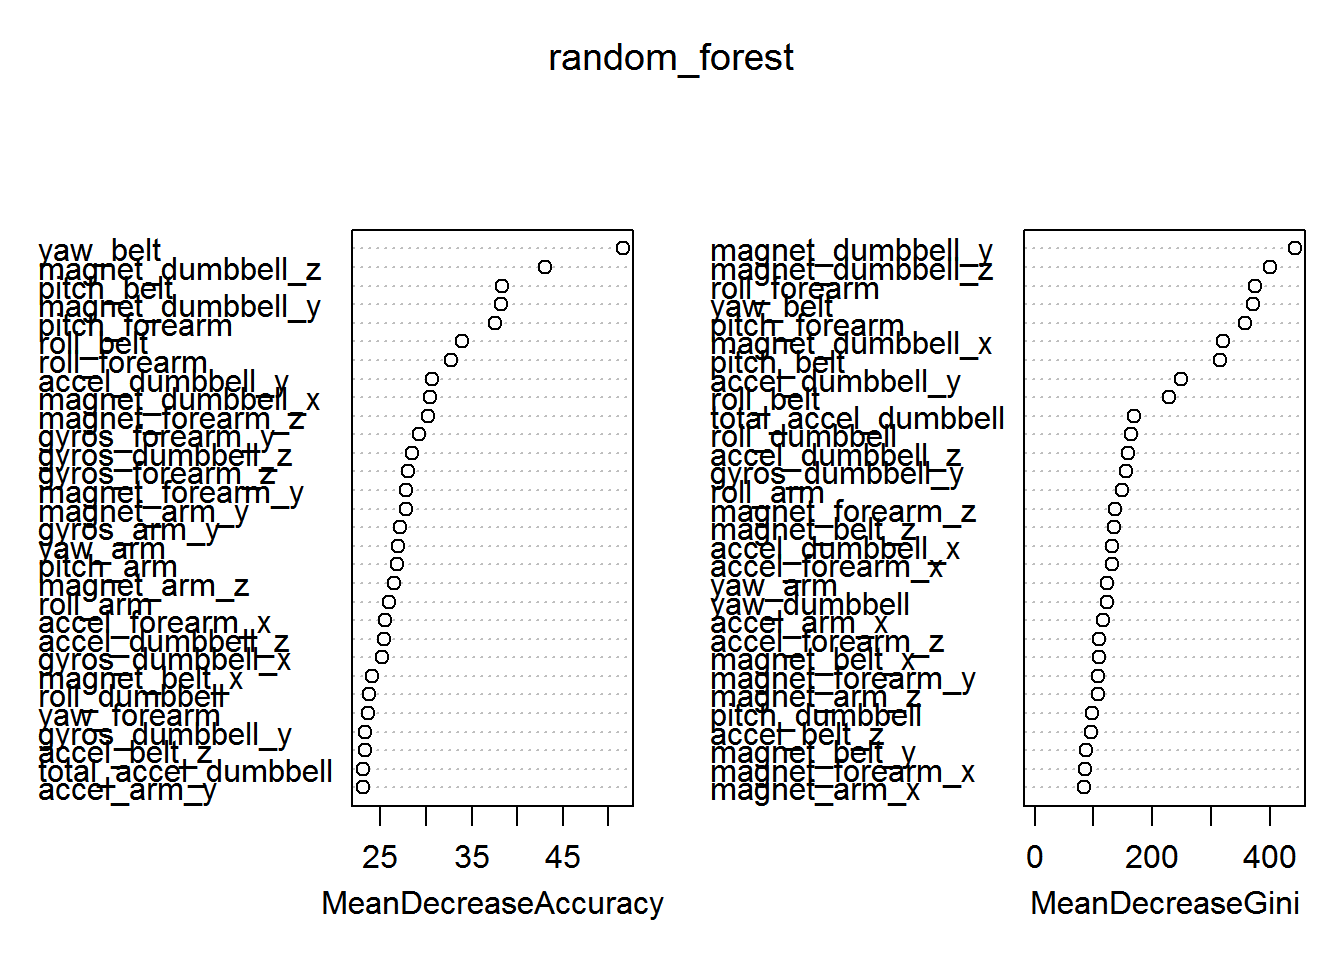 random_forest
yaw_belt
magnet_dumbbell_z
pitch_belt
magnet_dumbbell_y
pitch_forearm
roll_belt
roll_forearm
accel_dumbbell_y
magnet_dumbbell_x
magnet_forearm_z
gyros_forearm_y
gyros_dumbbell_z
gyros_forearm_z
magnet_forearm_y
magnet_arm_y
gyros_arm_y
yaw_arm
pitch_arm
magnet_arm_z
roll_arm
accel_forearm_x
accel_dumbbell_z
gyros_dumbbell_x
magnet_belt_x
roll_dumbbell
yaw_forearm
gyros_dumbbell_y
accel_belt_z
total_accel_dumbbell
accel_arm_y
25 35 45
MeanDecreaseAccuracy
magnet_dumbbell_y
magnet_dumbbell_z
roll_forearm
yaw_belt
pitch_forearm
magnet_dumbbell_x
pitch_belt
accel_dumbbell_y
roll_belt
total_accel_dumbbell
roll_dumbbell
accel_dumbbell_z
gyros_dumbbell_y
roll_arm
magnet_forearm_z
magnet_belt_z
accel_dumbbell_x
accel_forearm_x
yaw_arm
yaw_dumbbell
accel_arm_x
accel_forearm_z
magnet_belt_x
magnet_forearm_y
magnet_arm_z
pitch_dumbbell
accel_belt_z
magnet_belt_y
magnet_forearm_x
magnet_arm_x
0 200 400
MeanDecreaseGini